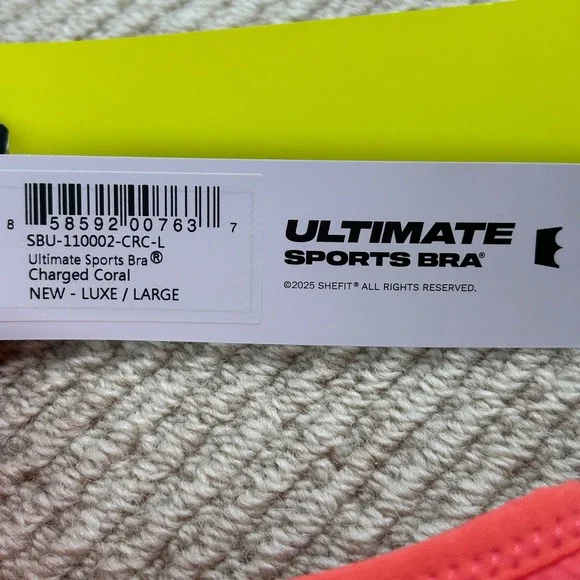 8 58592 00763 7
SBU-110002-CRC-L
Ultimate Sports Bra®
Charged Coral
NEW - LUXE / LARGE
ULTIMATE
SPORTS BRA®
©2025 SHEFIT® ALL RIGHTS RESERVED.